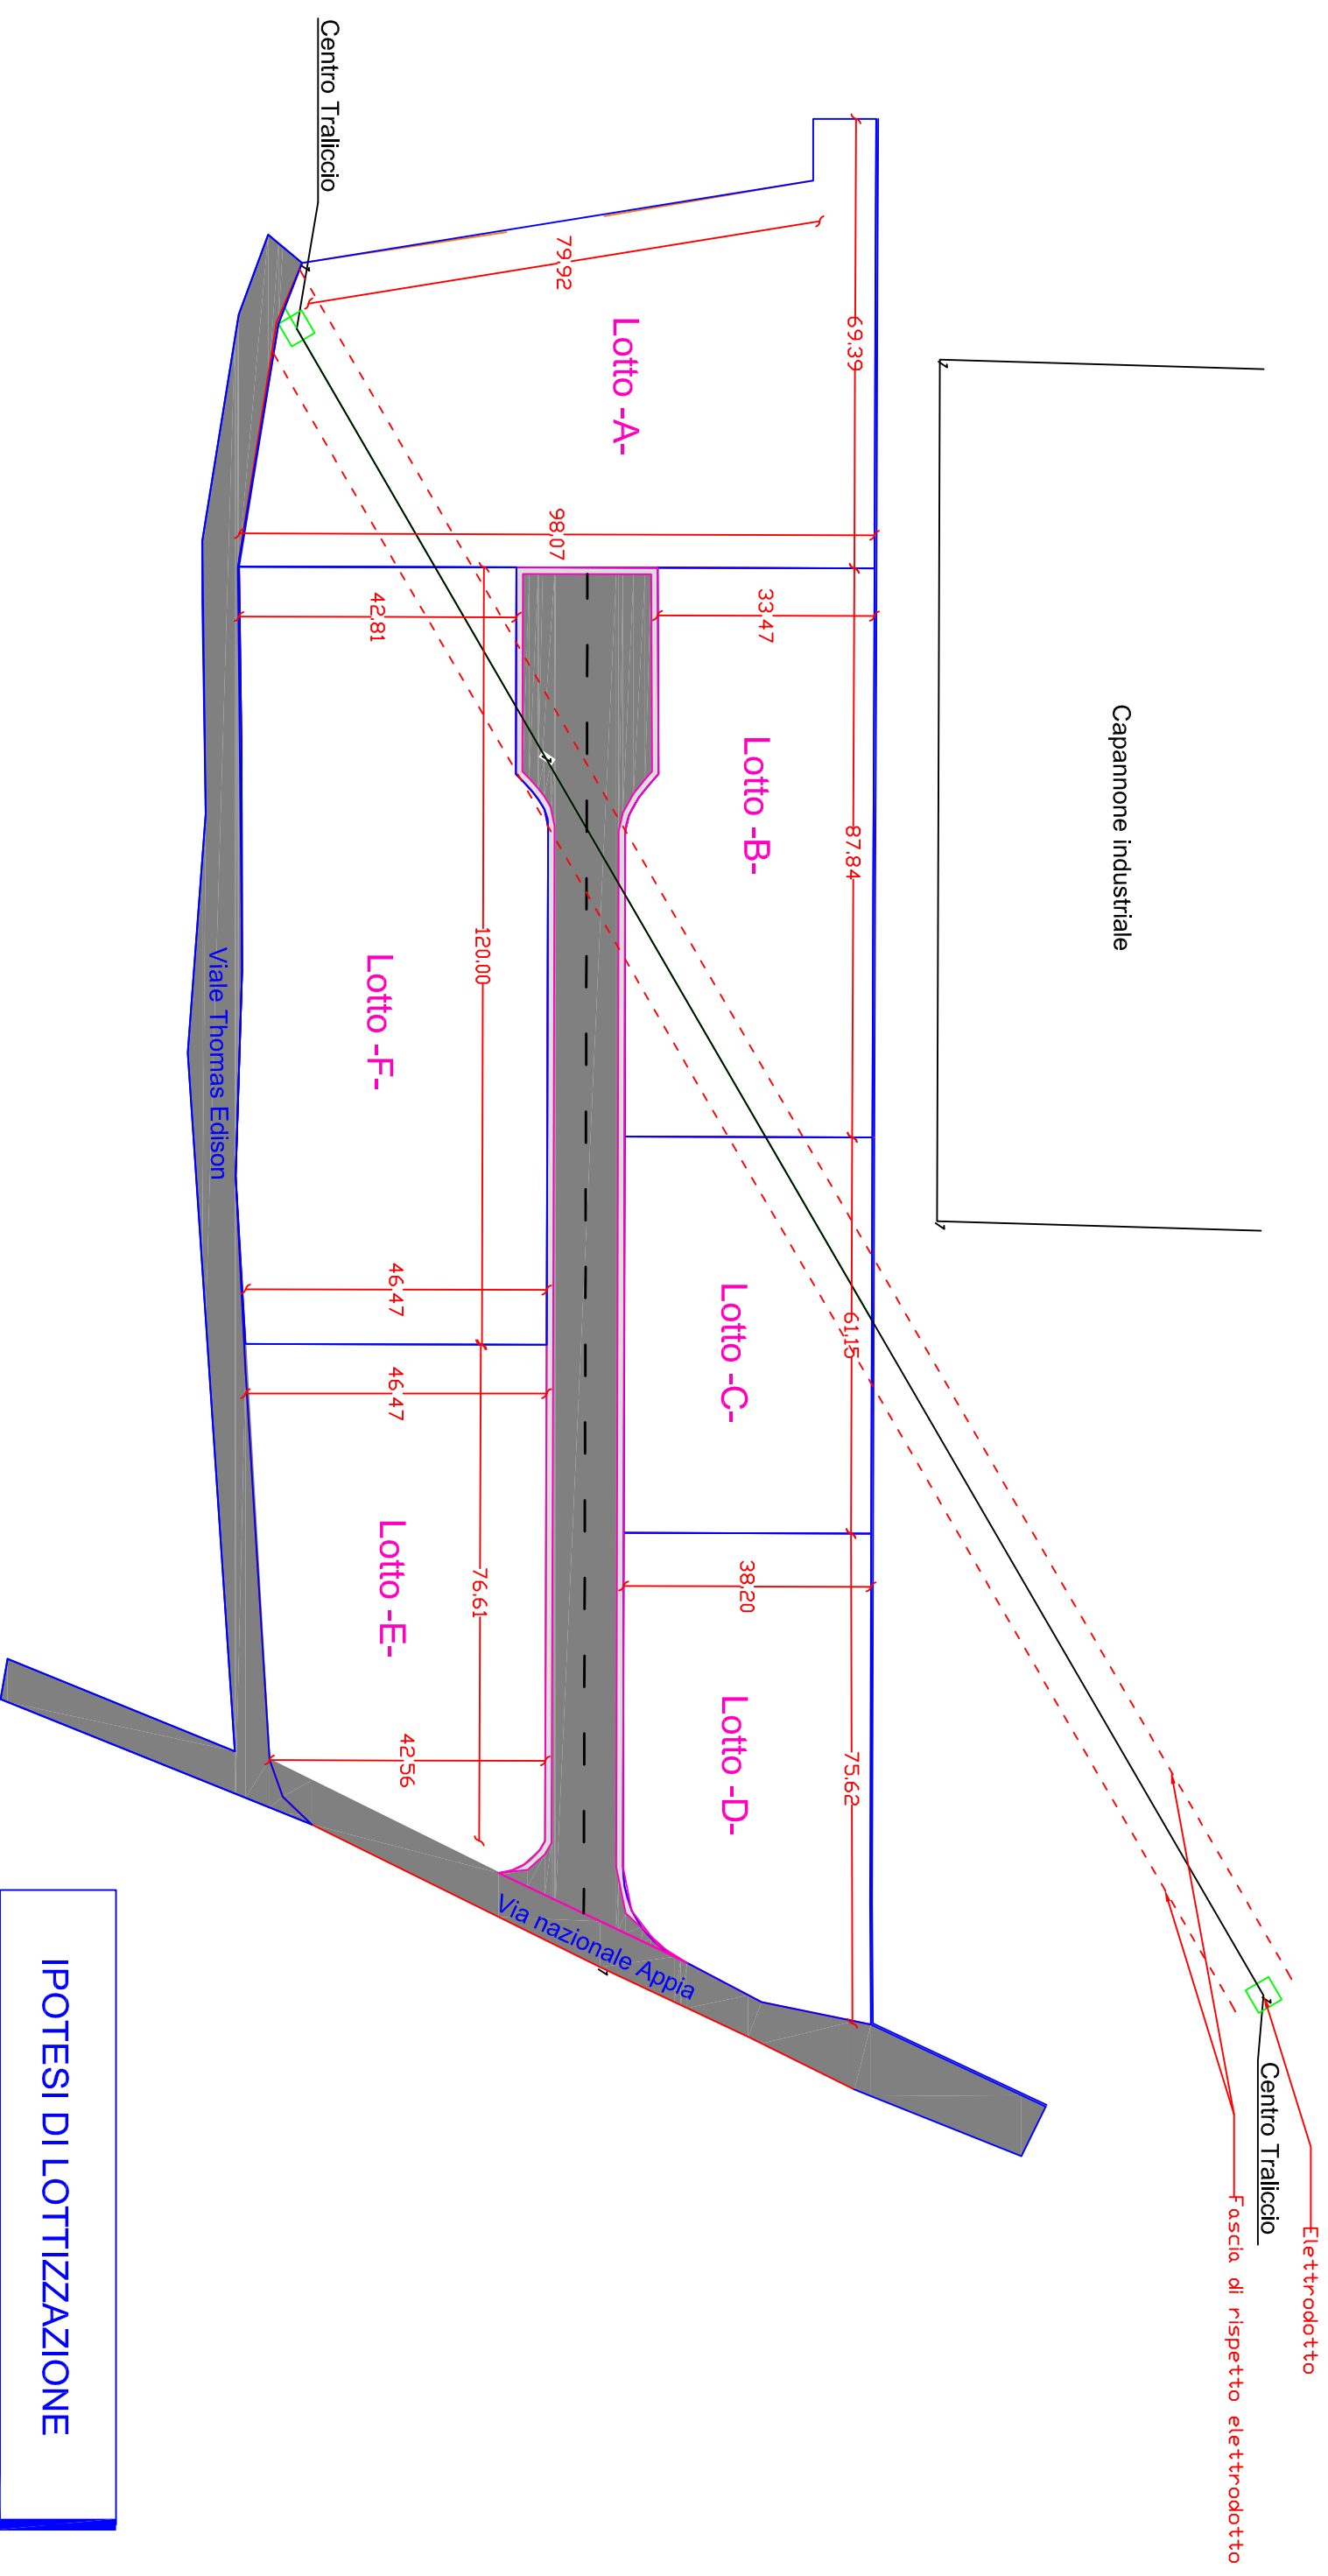 Elettrodotto
Fascia di rispetto elettrodotto
Centro Traliccio
Capannone industriale
69,39
87,84
61,15
75,62
33,47
Lotto -B-
Lotto -C-
38,20
Lotto -D-
Lotto -A-
79,92
98,07
Via nazionale Appia
120,00
76,61
42,81
Lotto -F-
46,47
46,47
Lotto -E-
42,56
Centro Traliccio
Viale Thomas Edison
IPOTESI DI LOTTIZZAZIONE